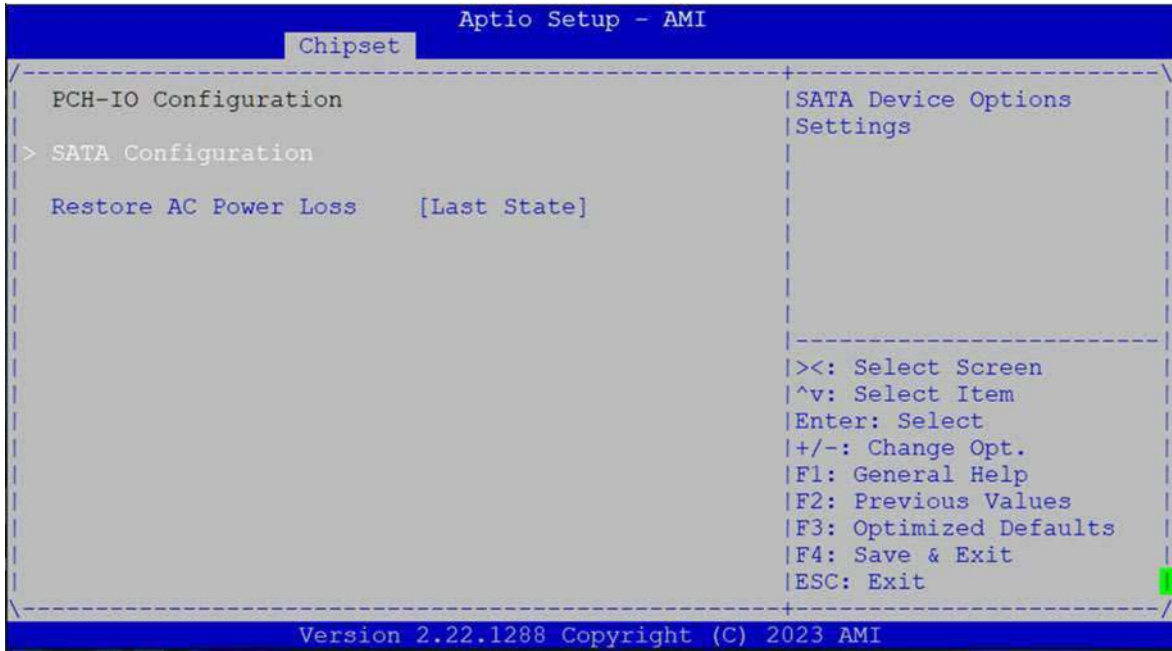 Aptio Setup - AMI
Chipset
PCH-IO Configuration
> SATA Configuration
Restore AC Power Loss [Last State]
SATA Device Options
Settings
><: Select Screen
^v: Select Item
Enter: Select
+/-: Change Opt.
F1: General Help
F2: Previous Values
F3: Optimized Defaults
F4: Save & Exit
ESC: Exit
Version 2.22.1288 Copyright (C) 2023 AMI